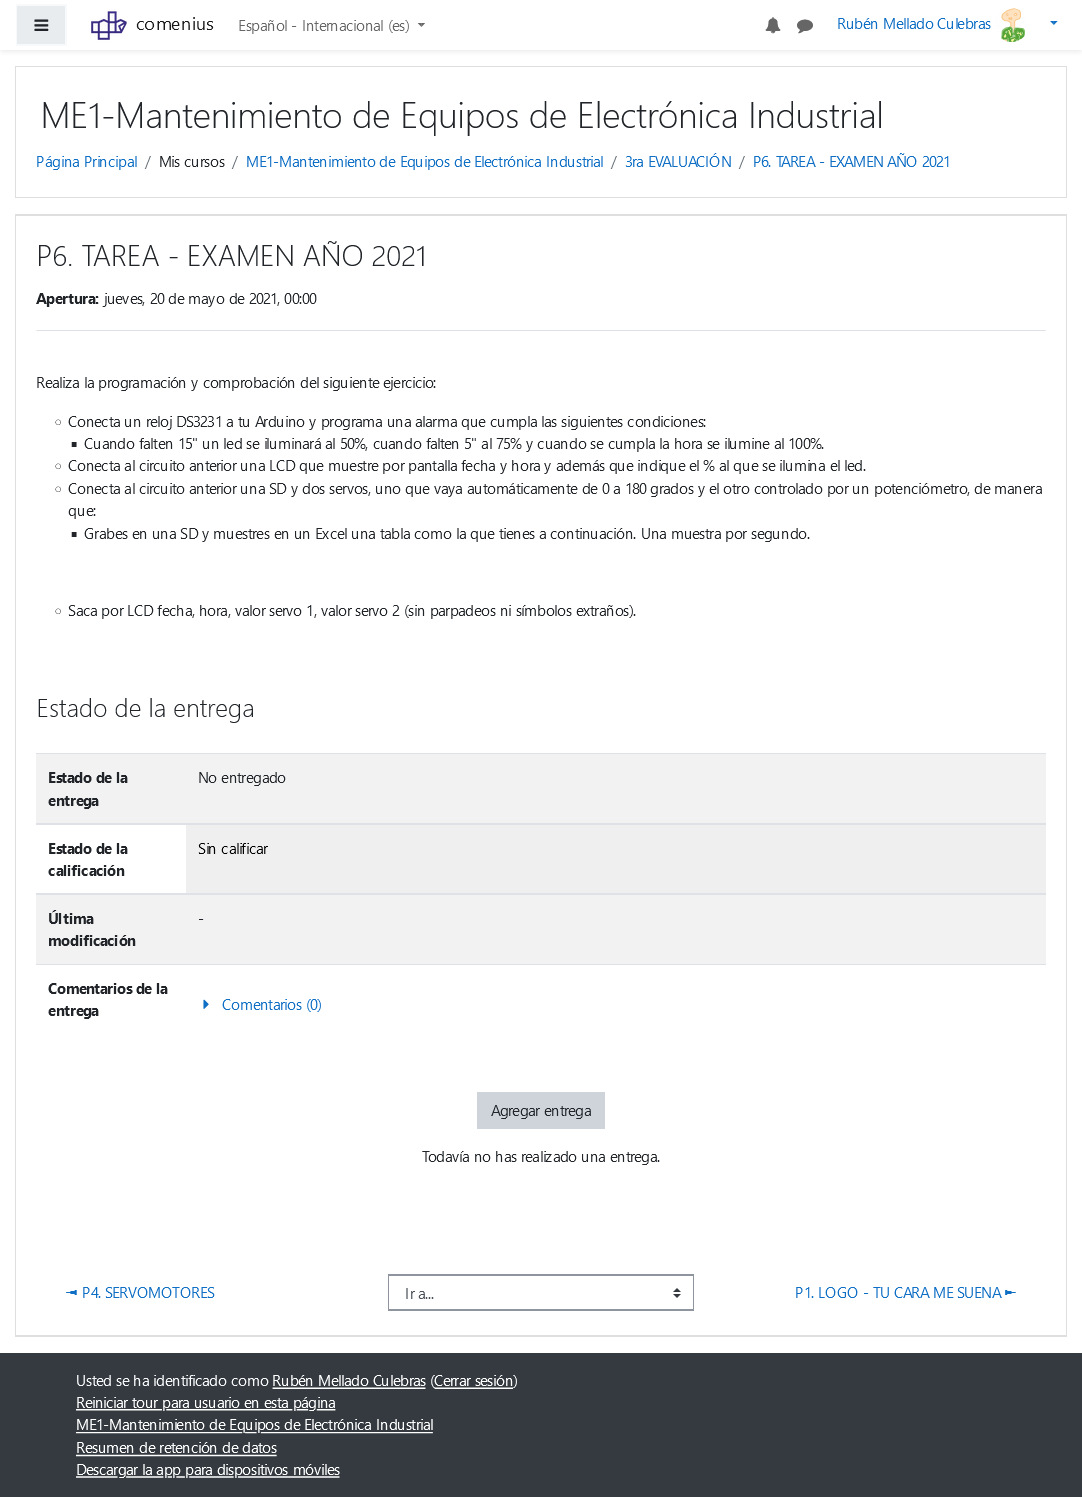 comenius
Español - Internacional (es)
Rubén Mellado Culebras
ME1-Mantenimiento de Equipos de Electrónica Industrial
Página Principal / Mis cursos / ME1-Mantenimiento de Equipos de Electrónica Industrial / 3ra EVALUACIÓN / P6. TAREA - EXAMEN AÑO 2021
P6. TAREA - EXAMEN AÑO 2021
Apertura: jueves, 20 de mayo de 2021, 00:00
Realiza la programación y comprobación del siguiente ejercicio:
Conecta un reloj DS3231 a tu Arduino y programa una alarma que cumpla las siguientes condiciones:
Cuando falten 15" un led se iluminará al 50%, cuando falten 5" al 75% y cuando se cumpla la hora se ilumine al 100%.
Conecta al circuito anterior una LCD que muestre por pantalla fecha y hora y además que indique el % al que se ilumina el led.
Conecta al circuito anterior una SD y dos servos, uno que vaya automáticamente de 0 a 180 grados y el otro controlado por un potenciómetro, de manera
que:
Grabes en una SD y muestres en un Excel una tabla como la que tienes a continuación. Una muestra por segundo.
Saca por LCD fecha, hora, valor servo 1, valor servo 2 (sin parpadeos ni símbolos extraños).
Estado de la entrega
Estado de la
entrega
No entregado
Estado de la
calificación
Sin calificar
Última
modificación
-
Comentarios de la
entrega
Comentarios (0)
Agregar entrega
Todavía no has realizado una entrega.
◄ P4. SERVOMOTORES
Ir a...
P1. LOGO - TU CARA ME SUENA ►
Usted se ha identificado como Rubén Mellado Culebras (Cerrar sesión)
Reiniciar tour para usuario en esta página
ME1-Mantenimiento de Equipos de Electrónica Industrial
Resumen de retención de datos
Descargar la app para dispositivos móviles